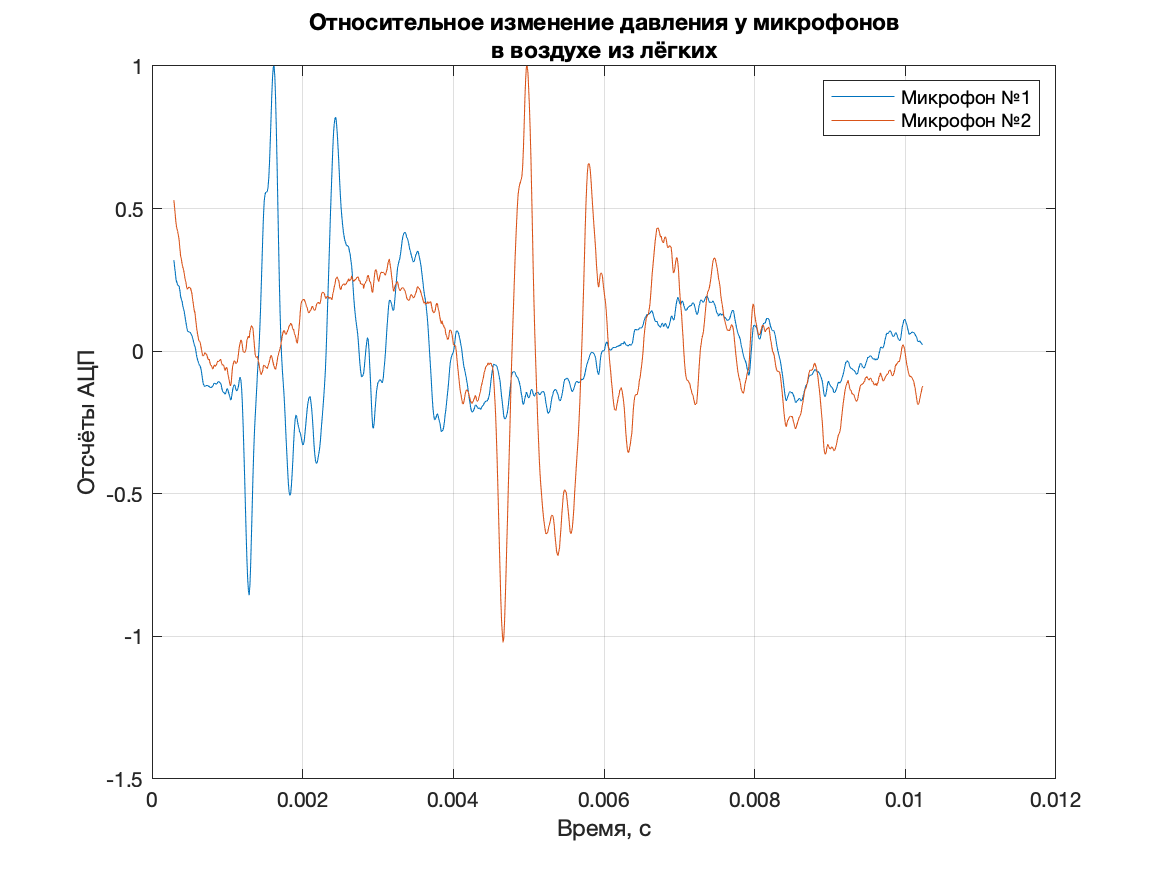 Относительное изменение давления у микрофонов
в воздухе из лёгких
Микрофон №1
Микрофон №2
1
0.5
0
-0.5
-1
-1.5
Отсчёты АЦП
0
0.002
0.004
0.006
0.008
0.01
0.012
Время, с